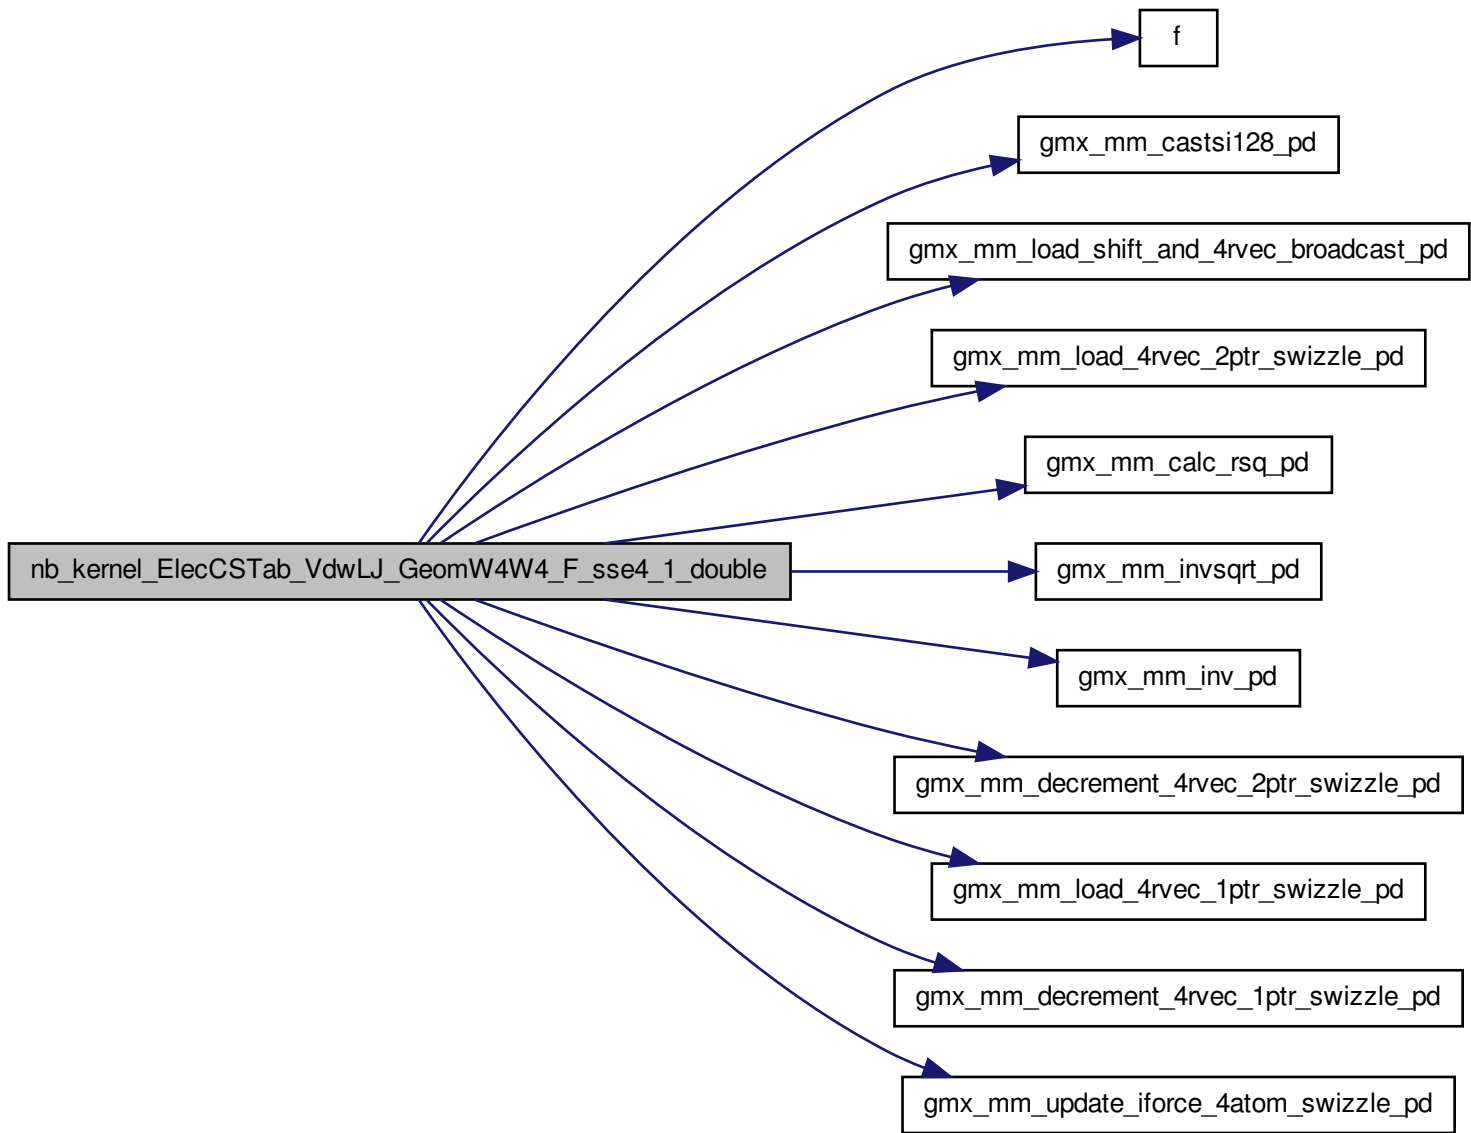 f
gmx_mm_castsi128_pd
gmx_mm_load_shift_and_4rvec_broadcast_pd
gmx_mm_load_4rvec_2ptr_swizzle_pd
gmx_mm_calc_rsq_pd
nb_kernel_ElecCSTab_VdwLJ_GeomW4W4_F_sse4_1_double
gmx_mm_invsqrt_pd
gmx_mm_inv_pd
gmx_mm_decrement_4rvec_2ptr_swizzle_pd
gmx_mm_load_4rvec_1ptr_swizzle_pd
gmx_mm_decrement_4rvec_1ptr_swizzle_pd
gmx_mm_update_iforce_4atom_swizzle_pd